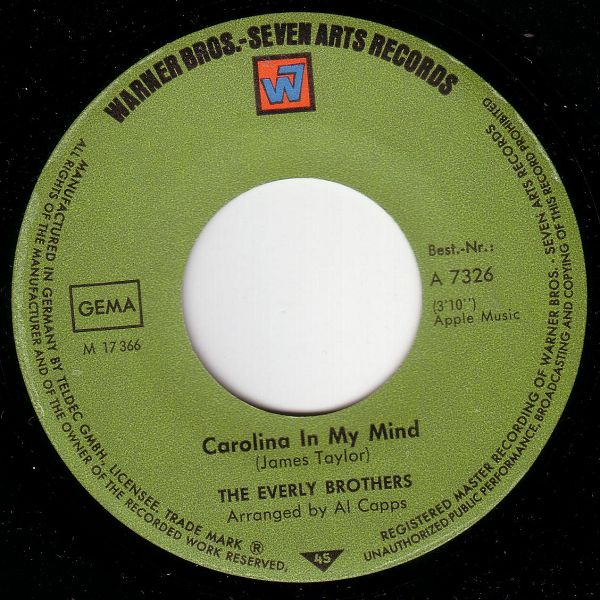 WARNER BROS.-SEVEN ARTS RECORDS
W7
Best.-Nr.:
A 7326
(3'10")
Apple Music
GEMA
M 17 366
Carolina In My Mind
(James Taylor)
THE EVERLY BROTHERS
Arranged by Al Capps
45
MANUFACTURED IN GERMANY BY TELDEC GMBH, LICENSEE, TRADE MARK ®
ALL RIGHTS OF THE MANUFACTURER AND OF THE OWNER OF THE RECORDED WORK RESERVED,
REGISTERED MASTER RECORDING OF WARNER BROS. - SEVEN ARTS RECORDS
UNAUTHORIZED PUBLIC PERFORMANCE, BROADCASTING AND COPYING OF THIS RECORD PROHIBITED